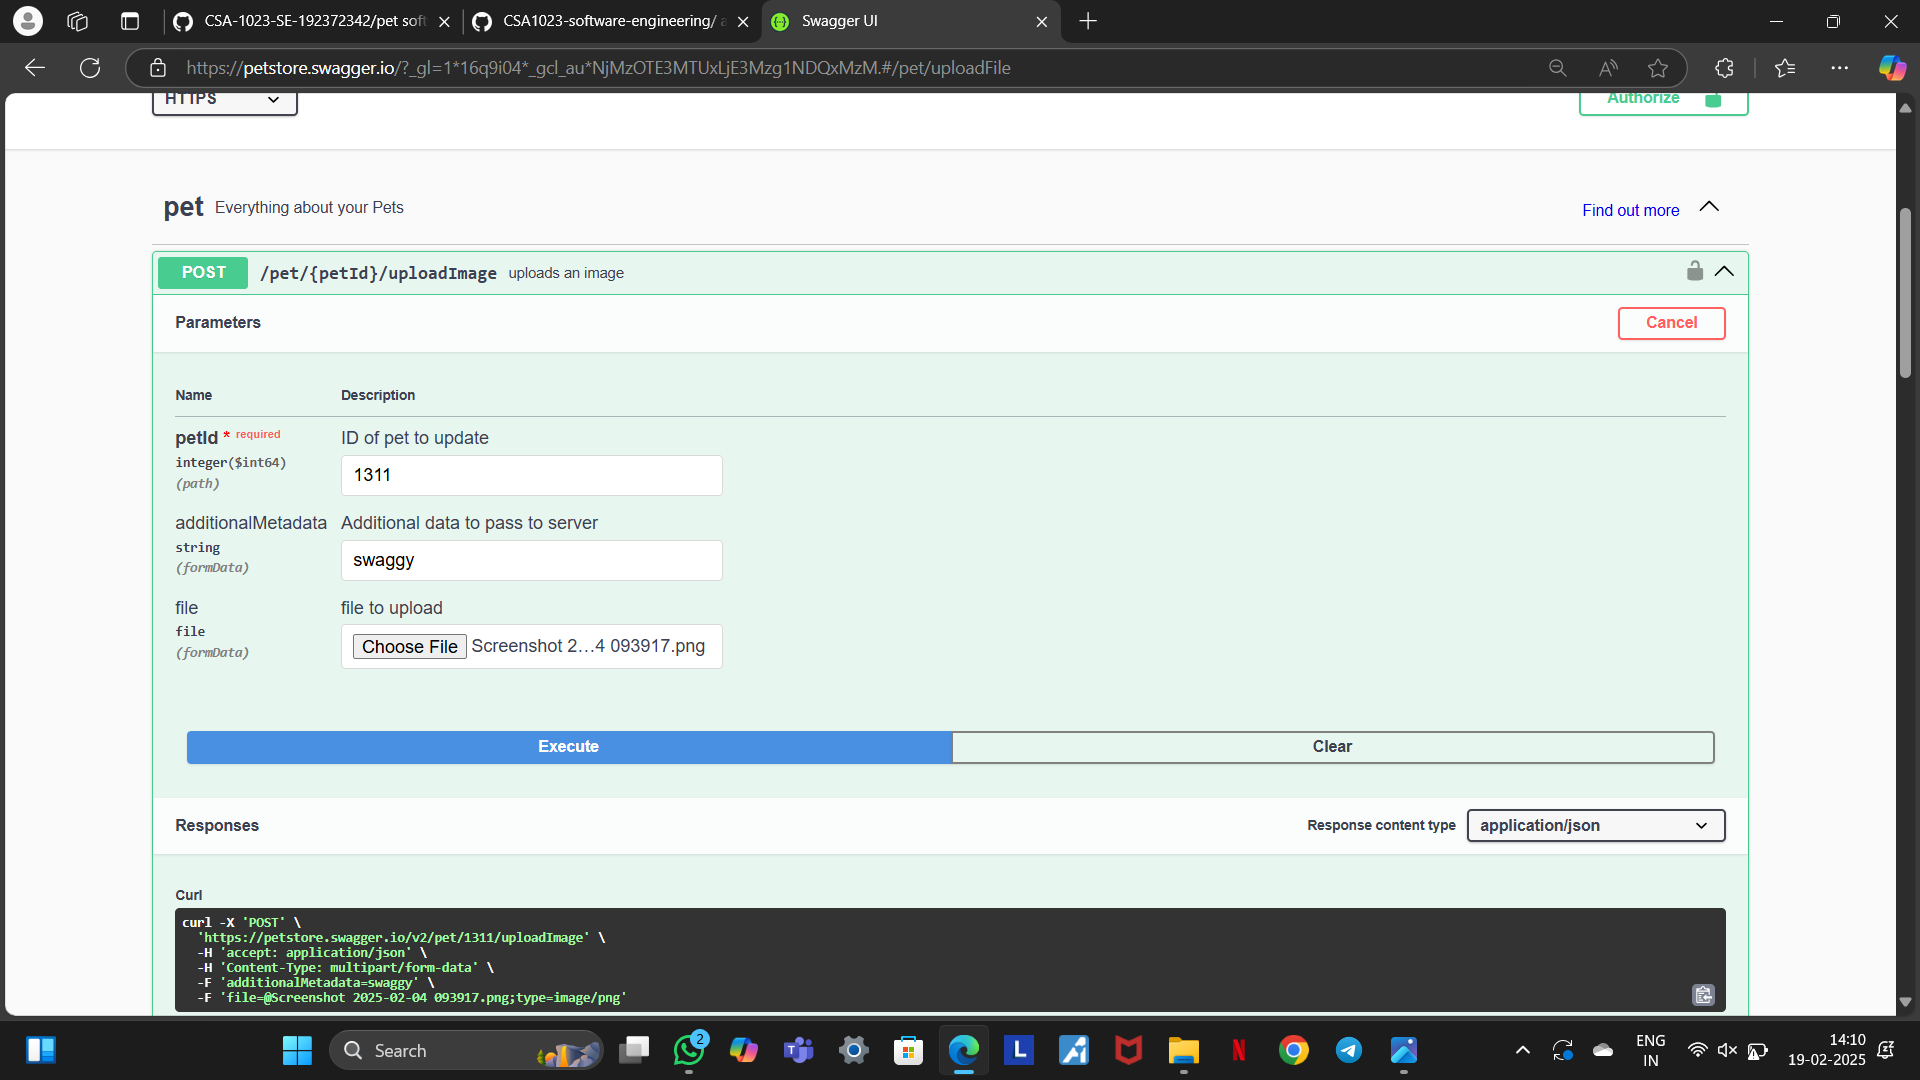 CSA-1023-SE-192372342/pet soft
CSA1023-software-engineering/ a
Swagger UI
https://petstore.swagger.io/?_gl=1*16q9i04*_gcl_au*NjMzOTE3MTUxLjE3Mzg1NDQxMzM.#/pet/uploadFile
HTTPS
Authorize
pet Everything about your Pets
Find out more
POST /pet/{petId}/uploadImage uploads an image
Parameters
Cancel
Name Description
petId * required ID of pet to update
integer($int64)
(path)
1311
additionalMetadata Additional data to pass to server
string
(formData)
swaggy
file file to upload
file
(formData)
Choose File Screenshot 2...4 093917.png
Execute
Clear
Responses
Response content type application/json
Curl
curl -X 'POST' \
'https://petstore.swagger.io/v2/pet/1311/uploadImage' \
-H 'accept: application/json' \
-H 'Content-Type: multipart/form-data' \
-F 'additionalMetadata=swaggy' \
-F 'file=@Screenshot 2025-02-04 093917.png;type=image/png'
Search
2
L
N
ENG
IN
14:10
19-02-2025